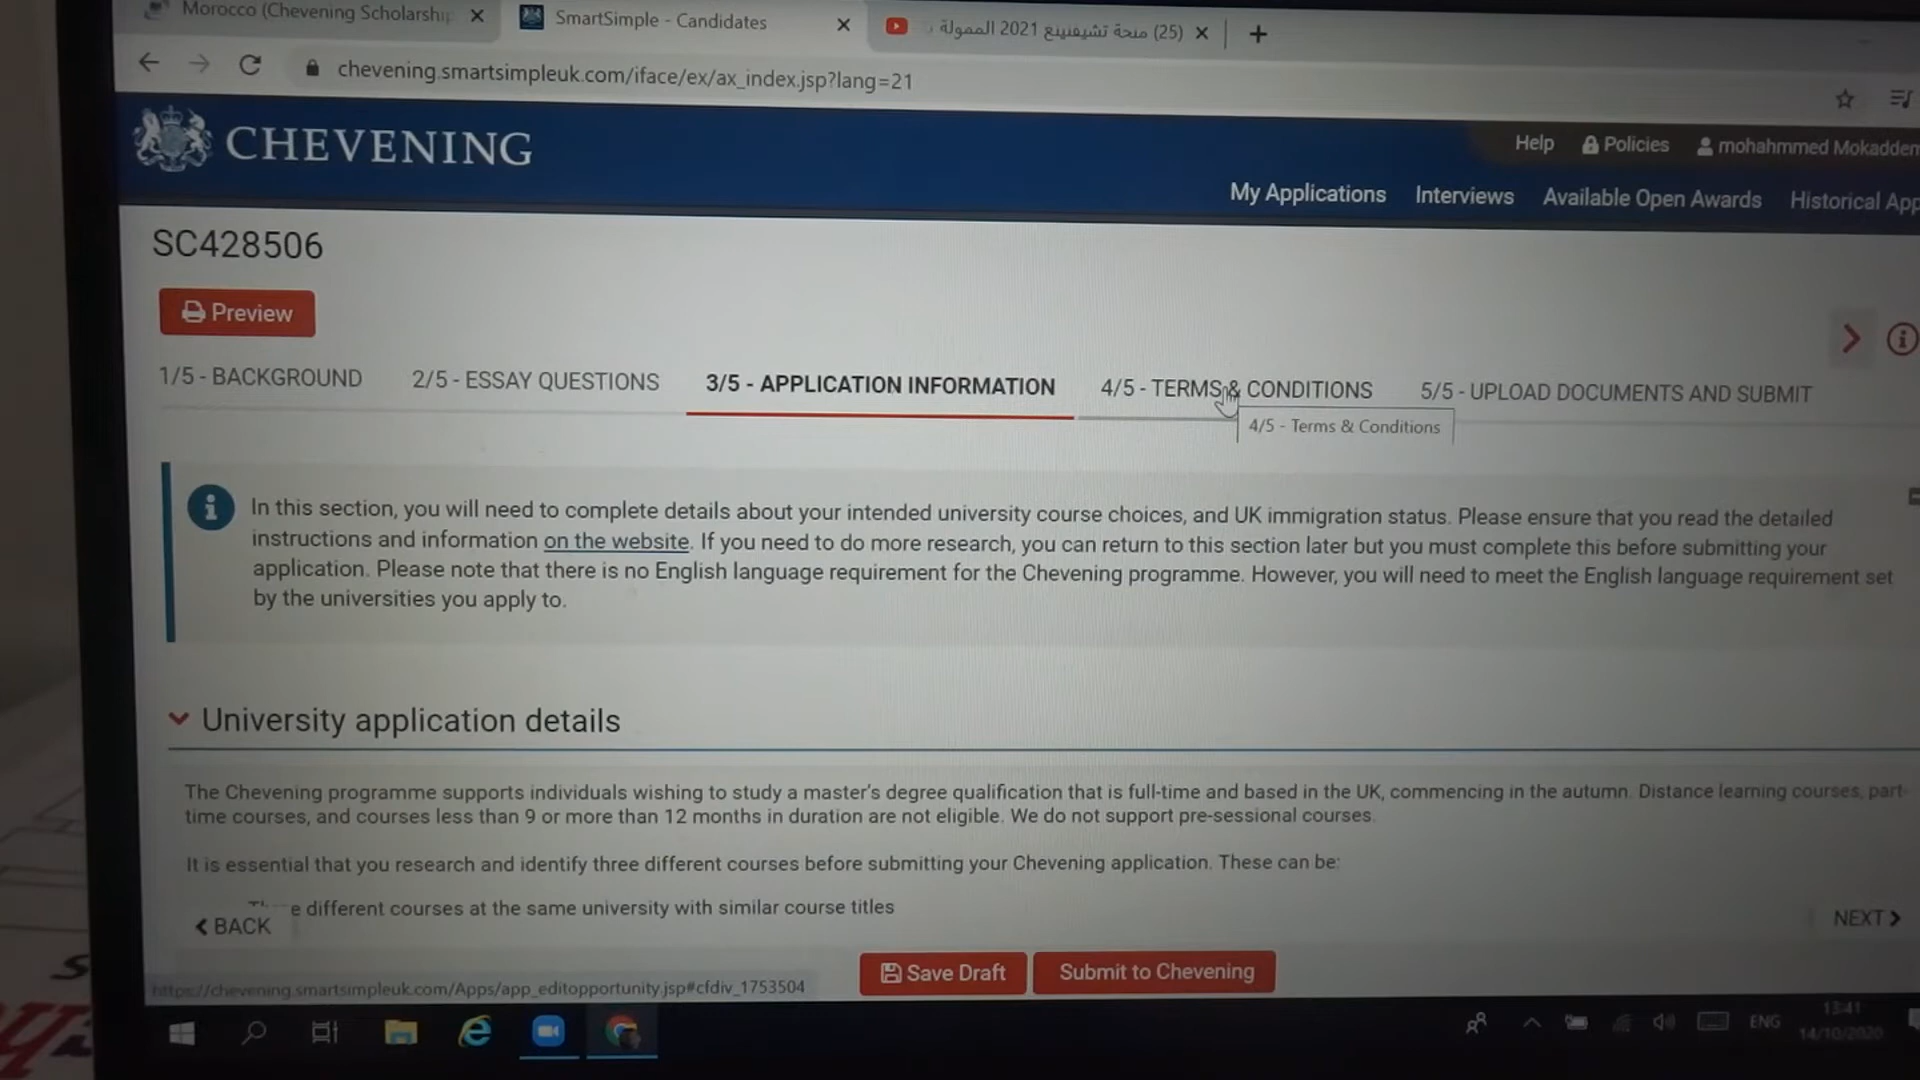 Morocco (Chevening Scholarship
SmartSimple - Candidates
(25) منحة تشيفنينغ 2021 الممولة
chevening.smartsimpleuk.com/iface/ex/ax_index.jsp?lang=21
CHEVENING
Help
Policies
mohahmmed Mokaddem
My Applications
Interviews
Available Open Awards
Historical App
SC428506
Preview
1/5 - BACKGROUND
2/5 - ESSAY QUESTIONS
3/5 - APPLICATION INFORMATION
4/5 - TERMS & CONDITIONS
5/5 - UPLOAD DOCUMENTS AND SUBMIT
4/5 - Terms & Conditions
In this section, you will need to complete details about your intended university course choices, and UK immigration status. Please ensure that you read the detailed
instructions and information on the website. If you need to do more research, you can return to this section later but you must complete this before submitting your
application. Please note that there is no English language requirement for the Chevening programme. However, you will need to meet the English language requirement set
by the universities you apply to.
University application details
The Chevening programme supports individuals wishing to study a master's degree qualification that is full-time and based in the UK, commencing in the autumn. Distance learning courses, part-
time courses, and courses less than 9 or more than 12 months in duration are not eligible. We do not support pre-sessional courses.
It is essential that you research and identify three different courses before submitting your Chevening application. These can be:
different courses at the same university with similar course titles
BACK
NEXT
Save Draft
Submit to Chevening
https://chevening.smartsimpleuk.com/Apps/app_editopportunity.jsp#cfdiv_1753504
ENG
13:41
14/10/2020